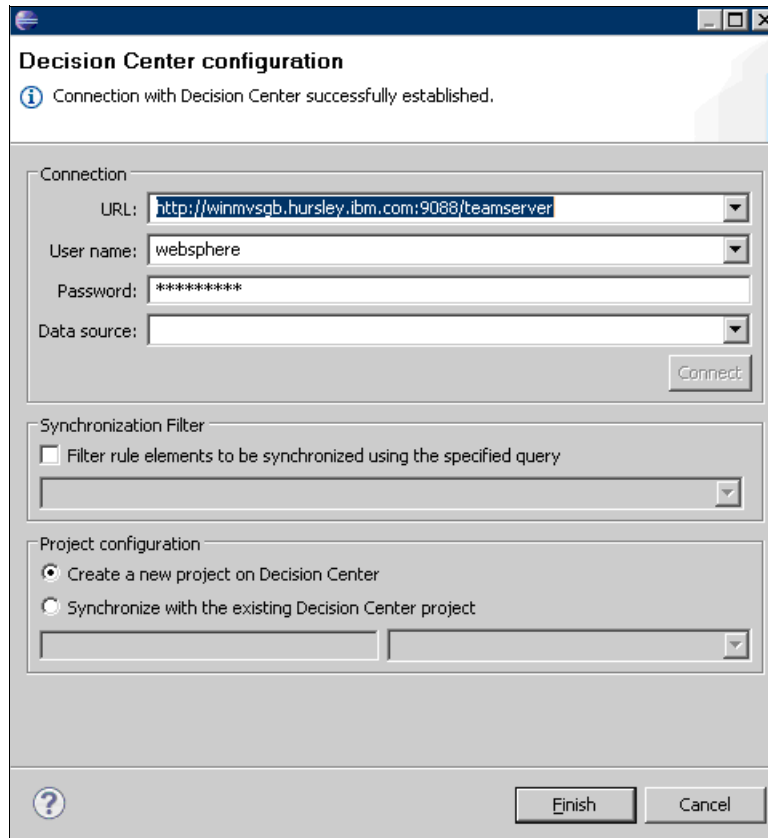 Decision Center configuration
Connection with Decision Center successfully established.
Connection
URL: http://winmvsgb.hursley.ibm.com:9088/teamserver
User name: websphere
Password: *********
Data source:
Connect
Synchronization Filter
Filter rule elements to be synchronized using the specified query
Project configuration
Create a new project on Decision Center
Synchronize with the existing Decision Center project
? Finish Cancel